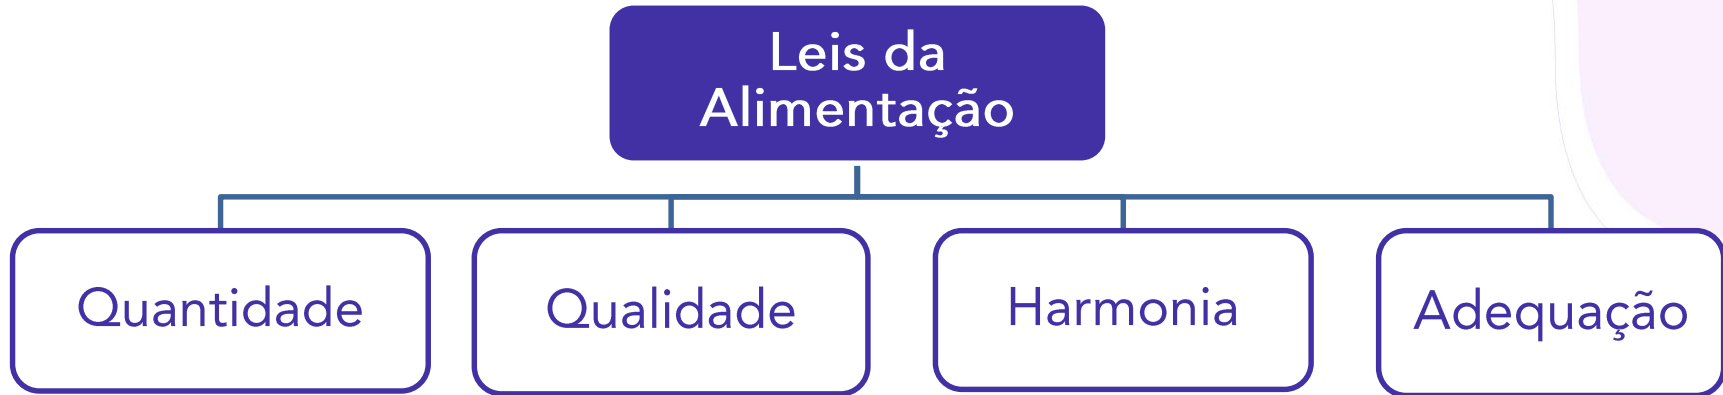 Leis da
Alimentação
Quantidade
Qualidade
Harmonia
Adequação